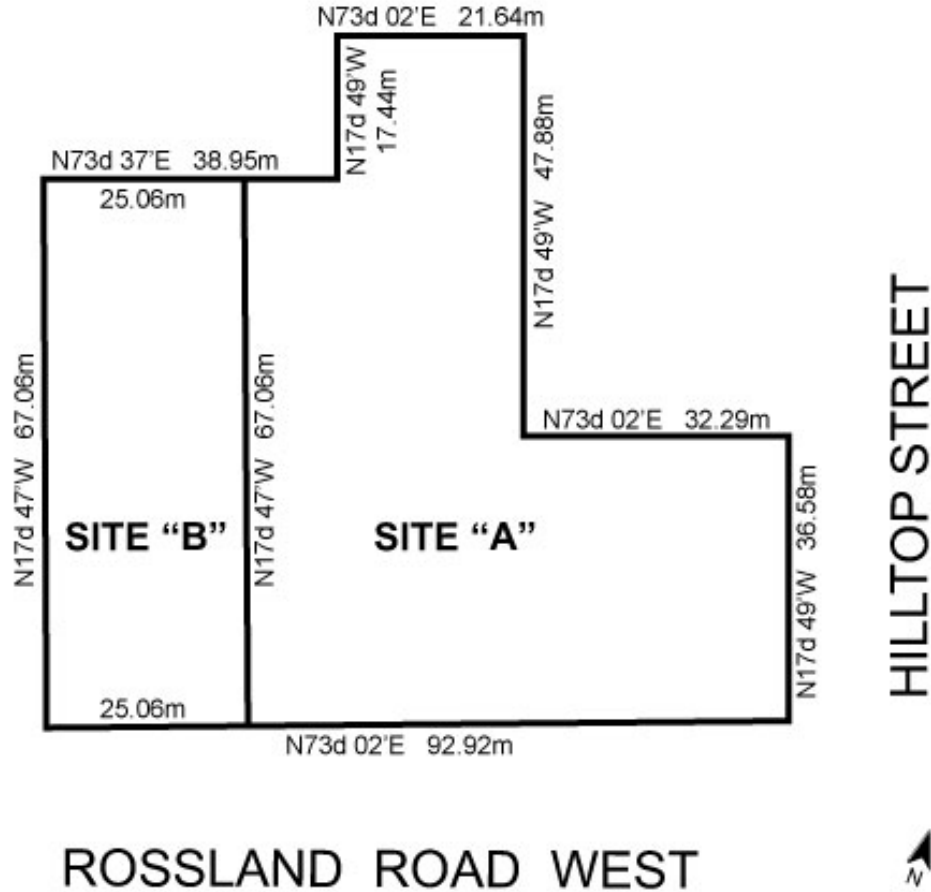 N73d 02'E 21.64m
N17d 49'W
17.44m
N73d 37'E 38.95m
25.06m
N17d 49'W 47.88m
N17d 47'W 67.06m
N17d 47'W 67.06m
N73d 02'E 32.29m
SITE “B”
SITE “A”
N17d 49'W 36.58m
HILLTOP STREET
25.06m
N73d 02'E 92.92m
ROSSLAND ROAD WEST
N